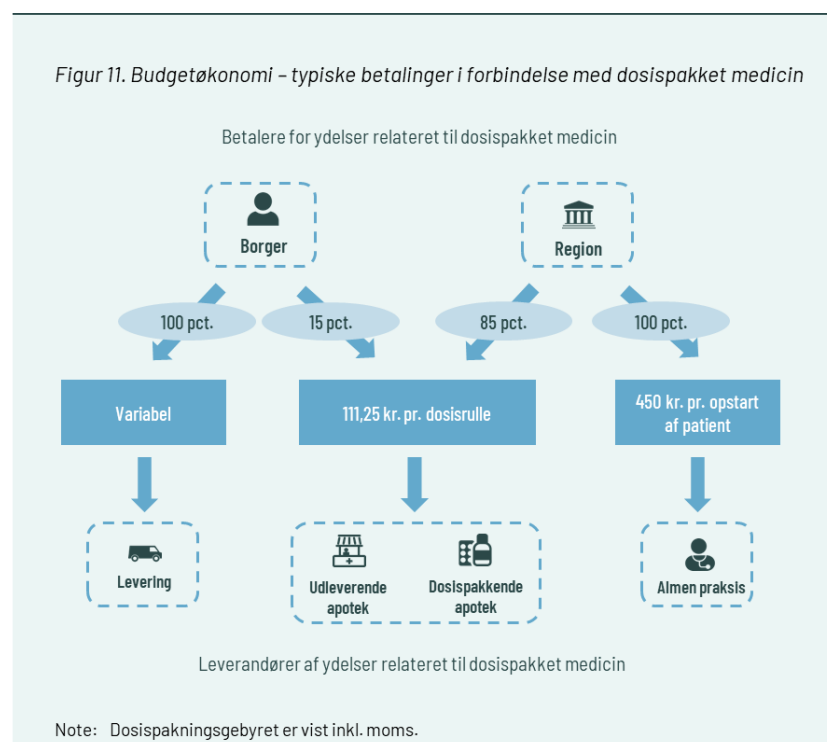 Figur 11. Budgetøkonomi – typiske betalinger i forbindelse med dosispakket medicin
Betalere for ydelser relateret til dosispakket medicin
Borger
Region
100 pct.
15 pct.
85 pct.
100 pct.
Variabel
111,25 kr. pr. dosisrulle
450 kr. pr. opstart
af patient
Levering
Udleverende
apotek
Dosispakkende
apotek
Almen praksis
Leverandører af ydelser relateret til dosispakket medicin
Note: Dosispakningsgebyret er vist inkl. moms.